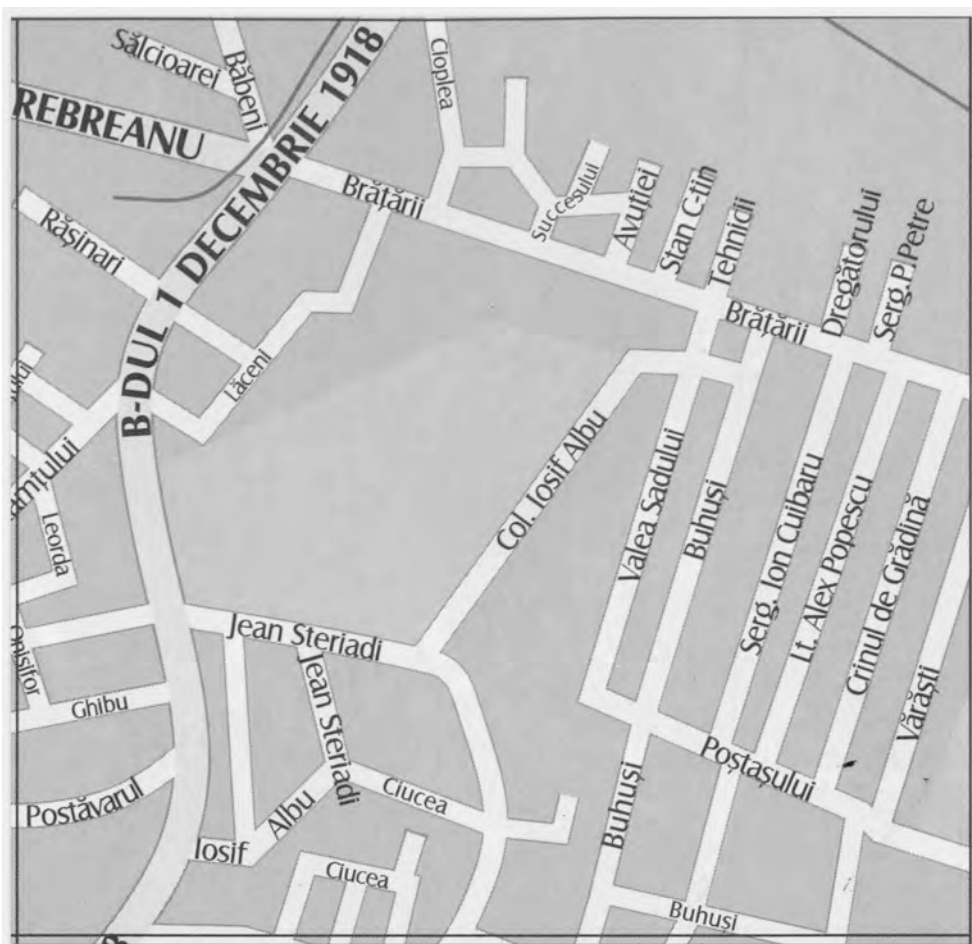 Sălcioarei
Băbeni
REBREANU
B-DUL 1 DECEMBRIE 1918
Cloplea
Brățării
Succesului
Avuției
Stan C-tin
Tehnicii
Dregătorului
Serg.P.Petre
Brățării
Rășinari
Lăceni
Leorda
Onisifor
Ghibu
Postăvarul
Jean Steriadi
Jean Steriadi
Iosif
Albu
Ciucea
Ciucea
Col. Iosif Albu
Valea Sadului
Buhuși
Serg. Ion Cuibaru
Lt. Alex Popescu
Crinul de Grădină
Vărăști
Poștașului
Buhuși
Buhuși